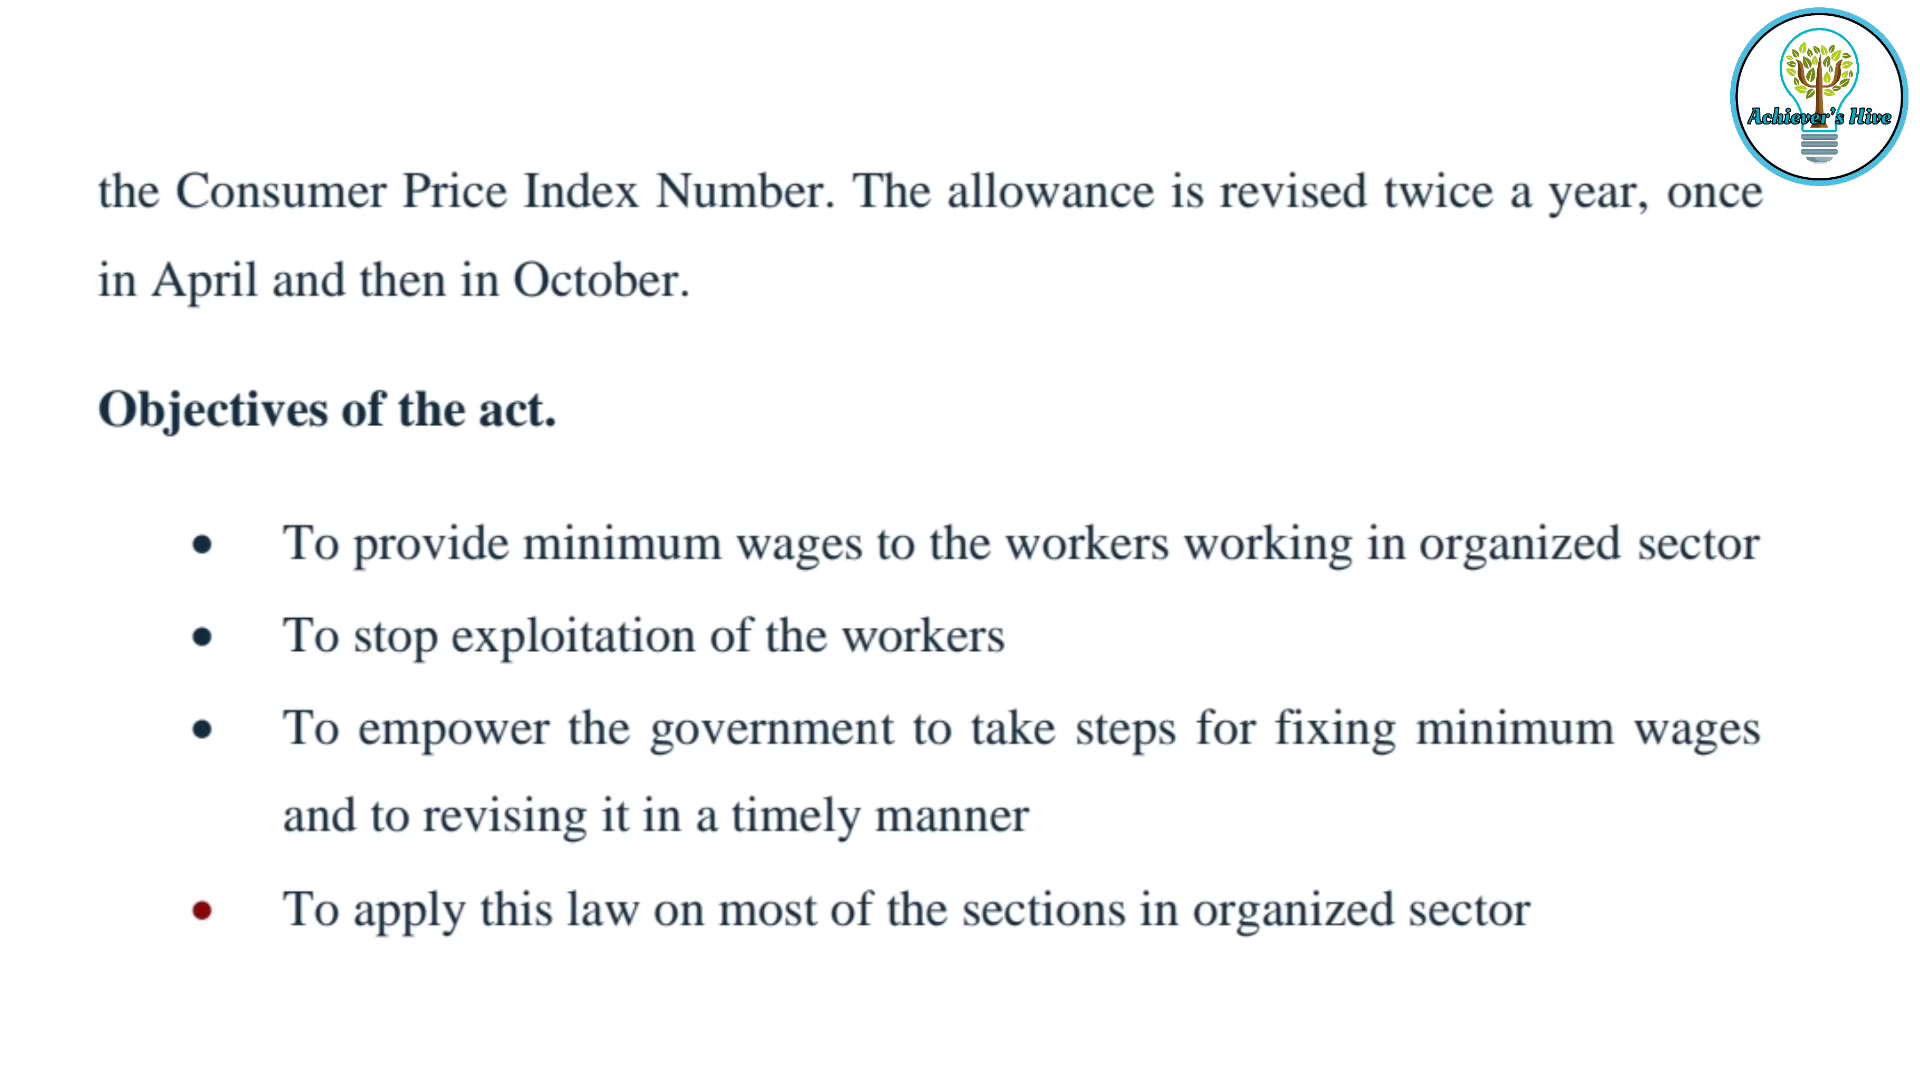 Achiever's Hive
the Consumer Price Index Number. The allowance is revised twice a year, once
in April and then in October.
Objectives of the act.
• To provide minimum wages to the workers working in organized sector
• To stop exploitation of the workers
• To empower the government to take steps for fixing minimum wages
and to revising it in a timely manner
• To apply this law on most of the sections in organized sector